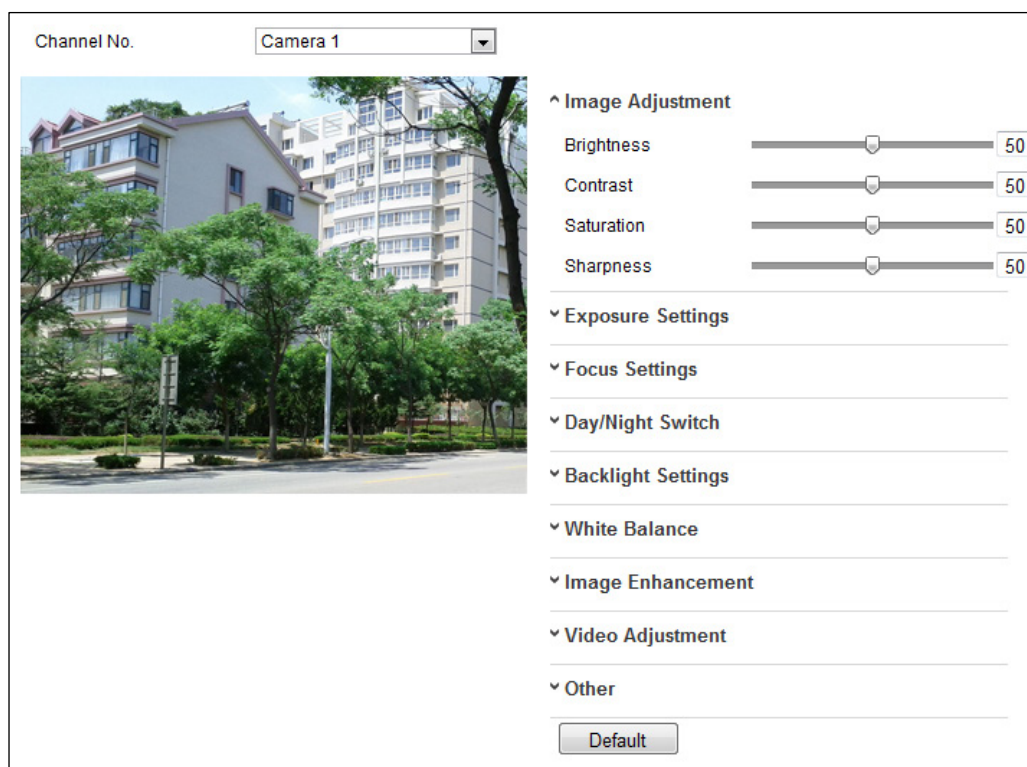 Channel No. Camera 1
Image Adjustment
Brightness 50
Contrast 50
Saturation 50
Sharpness 50
Exposure Settings
Focus Settings
Day/Night Switch
Backlight Settings
White Balance
Image Enhancement
Video Adjustment
Other
Default